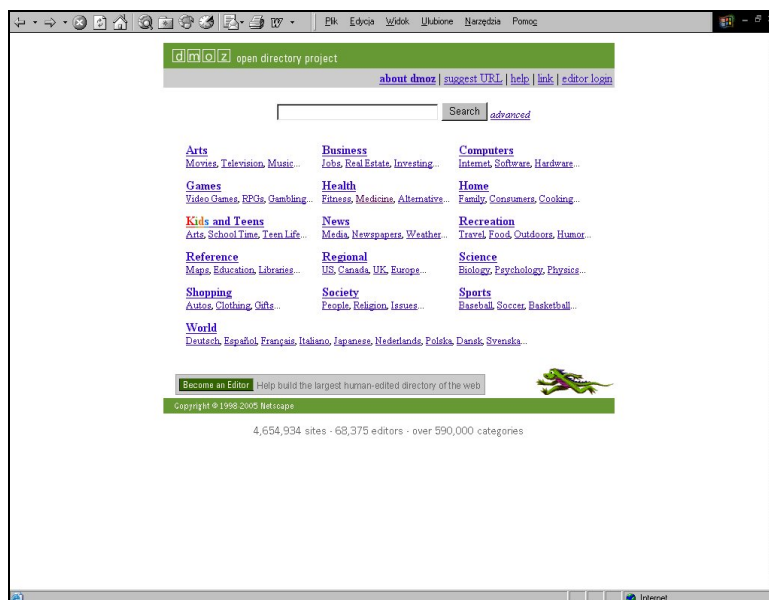 Plik Edycja Widok Ulubione Narzędzia Pomoc
dmoz open directory project
about dmoz | suggest URL | help | link | editor login
Search advanced
Arts Business Computers
Movies, Television, Music... Jobs, Real Estate, Investing... Internet, Software, Hardware...
Games Health Home
Video Games, RPGs, Gambling... Fitness, Medicine, Alternative... Family, Consumers, Cooking...
Kids and Teens News Recreation
Arts, School Time, Teen Life... Media, Newspapers, Weather... Travel, Food, Outdoors, Humor...
Reference Regional Science
Maps, Education, Libraries... US, Canada, UK, Europe... Biology, Psychology, Physics...
Shopping Society Sports
Autos, Clothing, Gifts... People, Religion, Issues... Baseball, Soccer, Basketball...
World
Deutsch, Español, Français, Italiano, Japanese, Nederlands, Polska, Dansk, Svenska...
Become an Editor Help build the largest human-edited directory of the web
Copyright © 1998-2005 Netscape
4,654,934 sites - 68,375 editors - over 590,000 categories
Internet